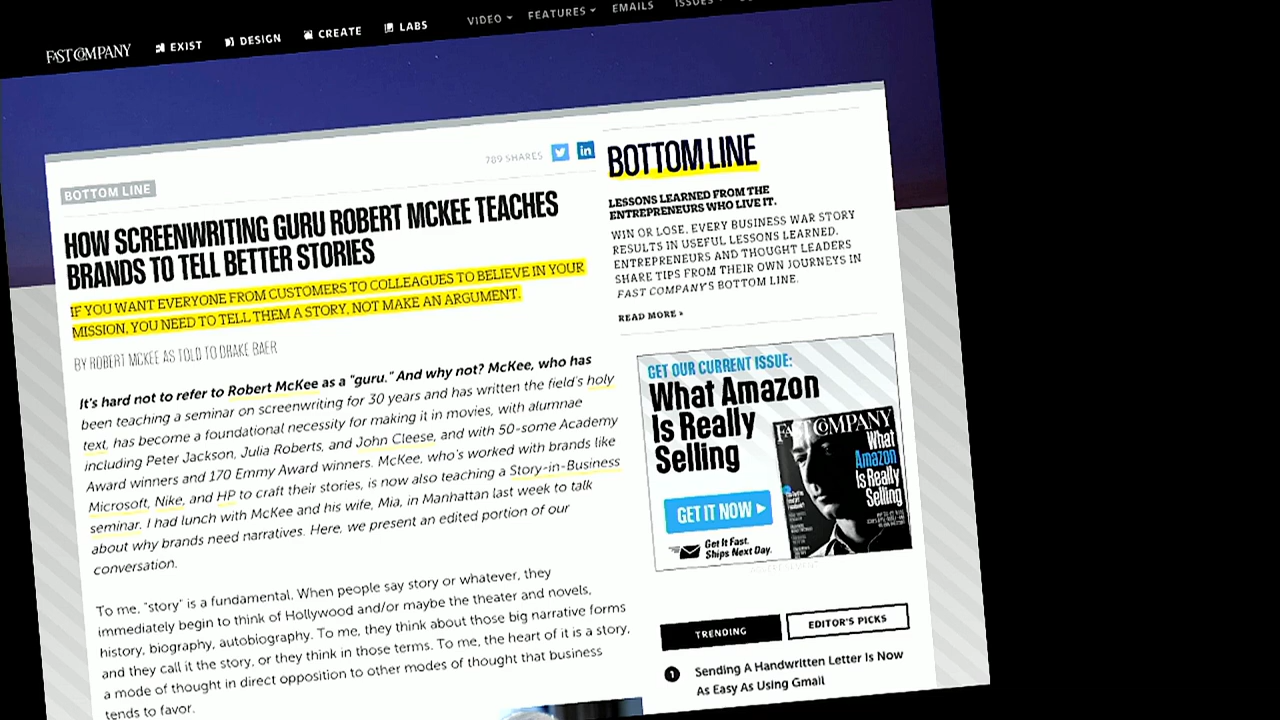 FAST COMPANY EXIST DESIGN CREATE LABS VIDEO FEATURES EMAILS ISSUES
789 SHARES
BOTTOM LINE
HOW SCREENWRITING GURU ROBERT MCKEE TEACHES
BRANDS TO TELL BETTER STORIES
IF YOU WANT EVERYONE FROM CUSTOMERS TO COLLEAGUES TO BELIEVE IN YOUR
MISSION, YOU NEED TO TELL THEM A STORY, NOT MAKE AN ARGUMENT.
BY ROBERT MCKEE AS TOLD TO DRAKE BAER
It's hard not to refer to Robert McKee as a "guru." And why not? McKee, who has
been teaching a seminar on screenwriting for 30 years and has written the field's holy
text, has become a foundational necessity for making it in movies, with alumnae
including Peter Jackson, Julia Roberts, and John Cleese, and with 50-some Academy
Award winners and 170 Emmy Award winners. McKee, who's worked with brands like
Microsoft, Nike, and HP to craft their stories, is now also teaching a Story-in-Business
seminar. I had lunch with McKee and his wife, Mia, in Manhattan last week to talk
about why brands need narratives. Here, we present an edited portion of our
conversation.
To me, "story" is a fundamental. When people say story or whatever, they
immediately begin to think of Hollywood and/or maybe the theater and novels,
history, biography, autobiography. To me, they think about those big narrative forms
and they call it the story, or they think in those terms. To me, the heart of it is a story,
a mode of thought in direct opposition to other modes of thought that business
tends to favor.
BOTTOM LINE
LESSONS LEARNED FROM THE
ENTREPRENEURS WHO LIVE IT.
WIN OR LOSE, EVERY BUSINESS WAR STORY
RESULTS IN USEFUL LESSONS LEARNED.
ENTREPRENEURS AND THOUGHT LEADERS
SHARE TIPS FROM THEIR OWN JOURNEYS IN
FAST COMPANY'S BOTTOM LINE.
READ MORE >
GET OUR CURRENT ISSUE:
What Amazon
Is Really
Selling
GET IT NOW
Get It Fast.
Ships Next Day.
FAST COMPANY
What
Amazon
Is Really
Selling
ADVERTISEMENT
TRENDING EDITOR'S PICKS
1 Sending A Handwritten Letter Is Now
As Easy As Using Gmail